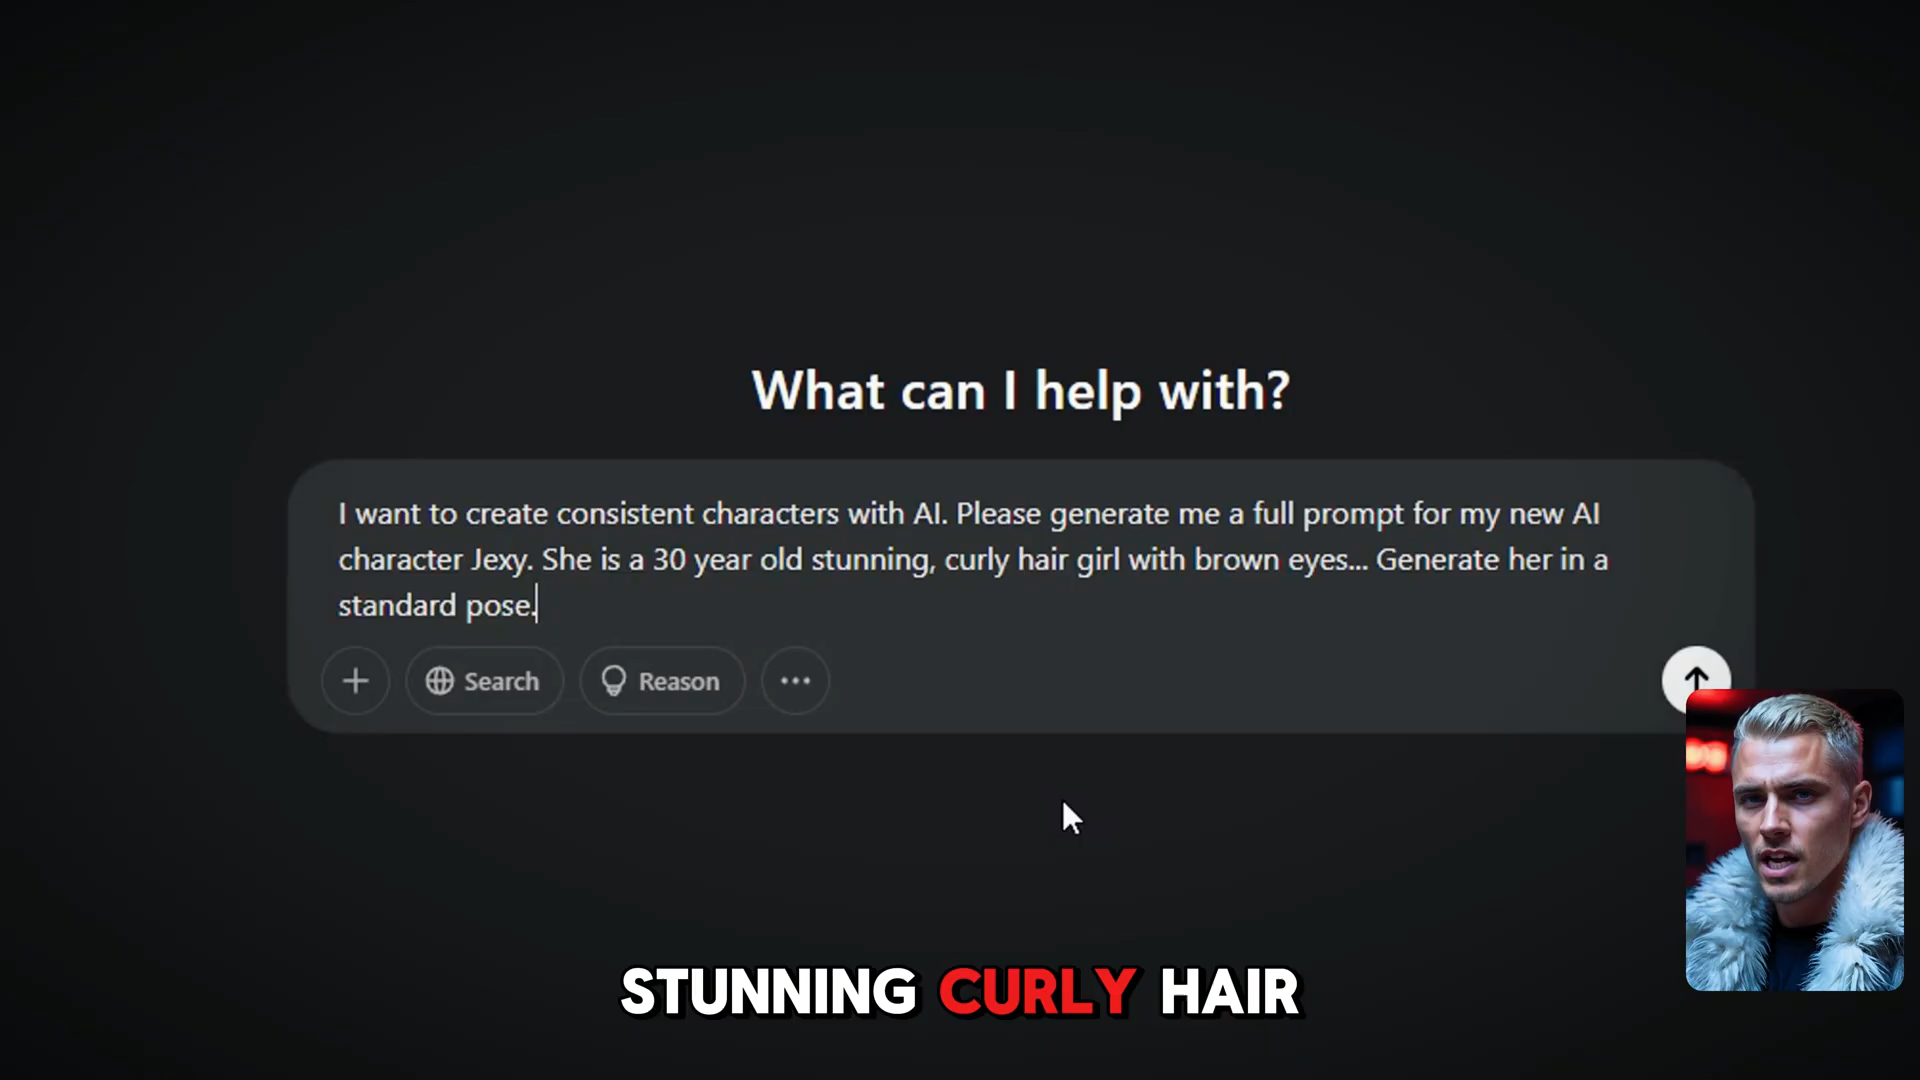 What can I help with?
I want to create consistent characters with AI. Please generate me a full prompt for my new AI
character Jexy. She is a 30 year old stunning, curly hair girl with brown eyes... Generate her in a
standard pose.
Search
Reason
STUNNING CURLY HAIR